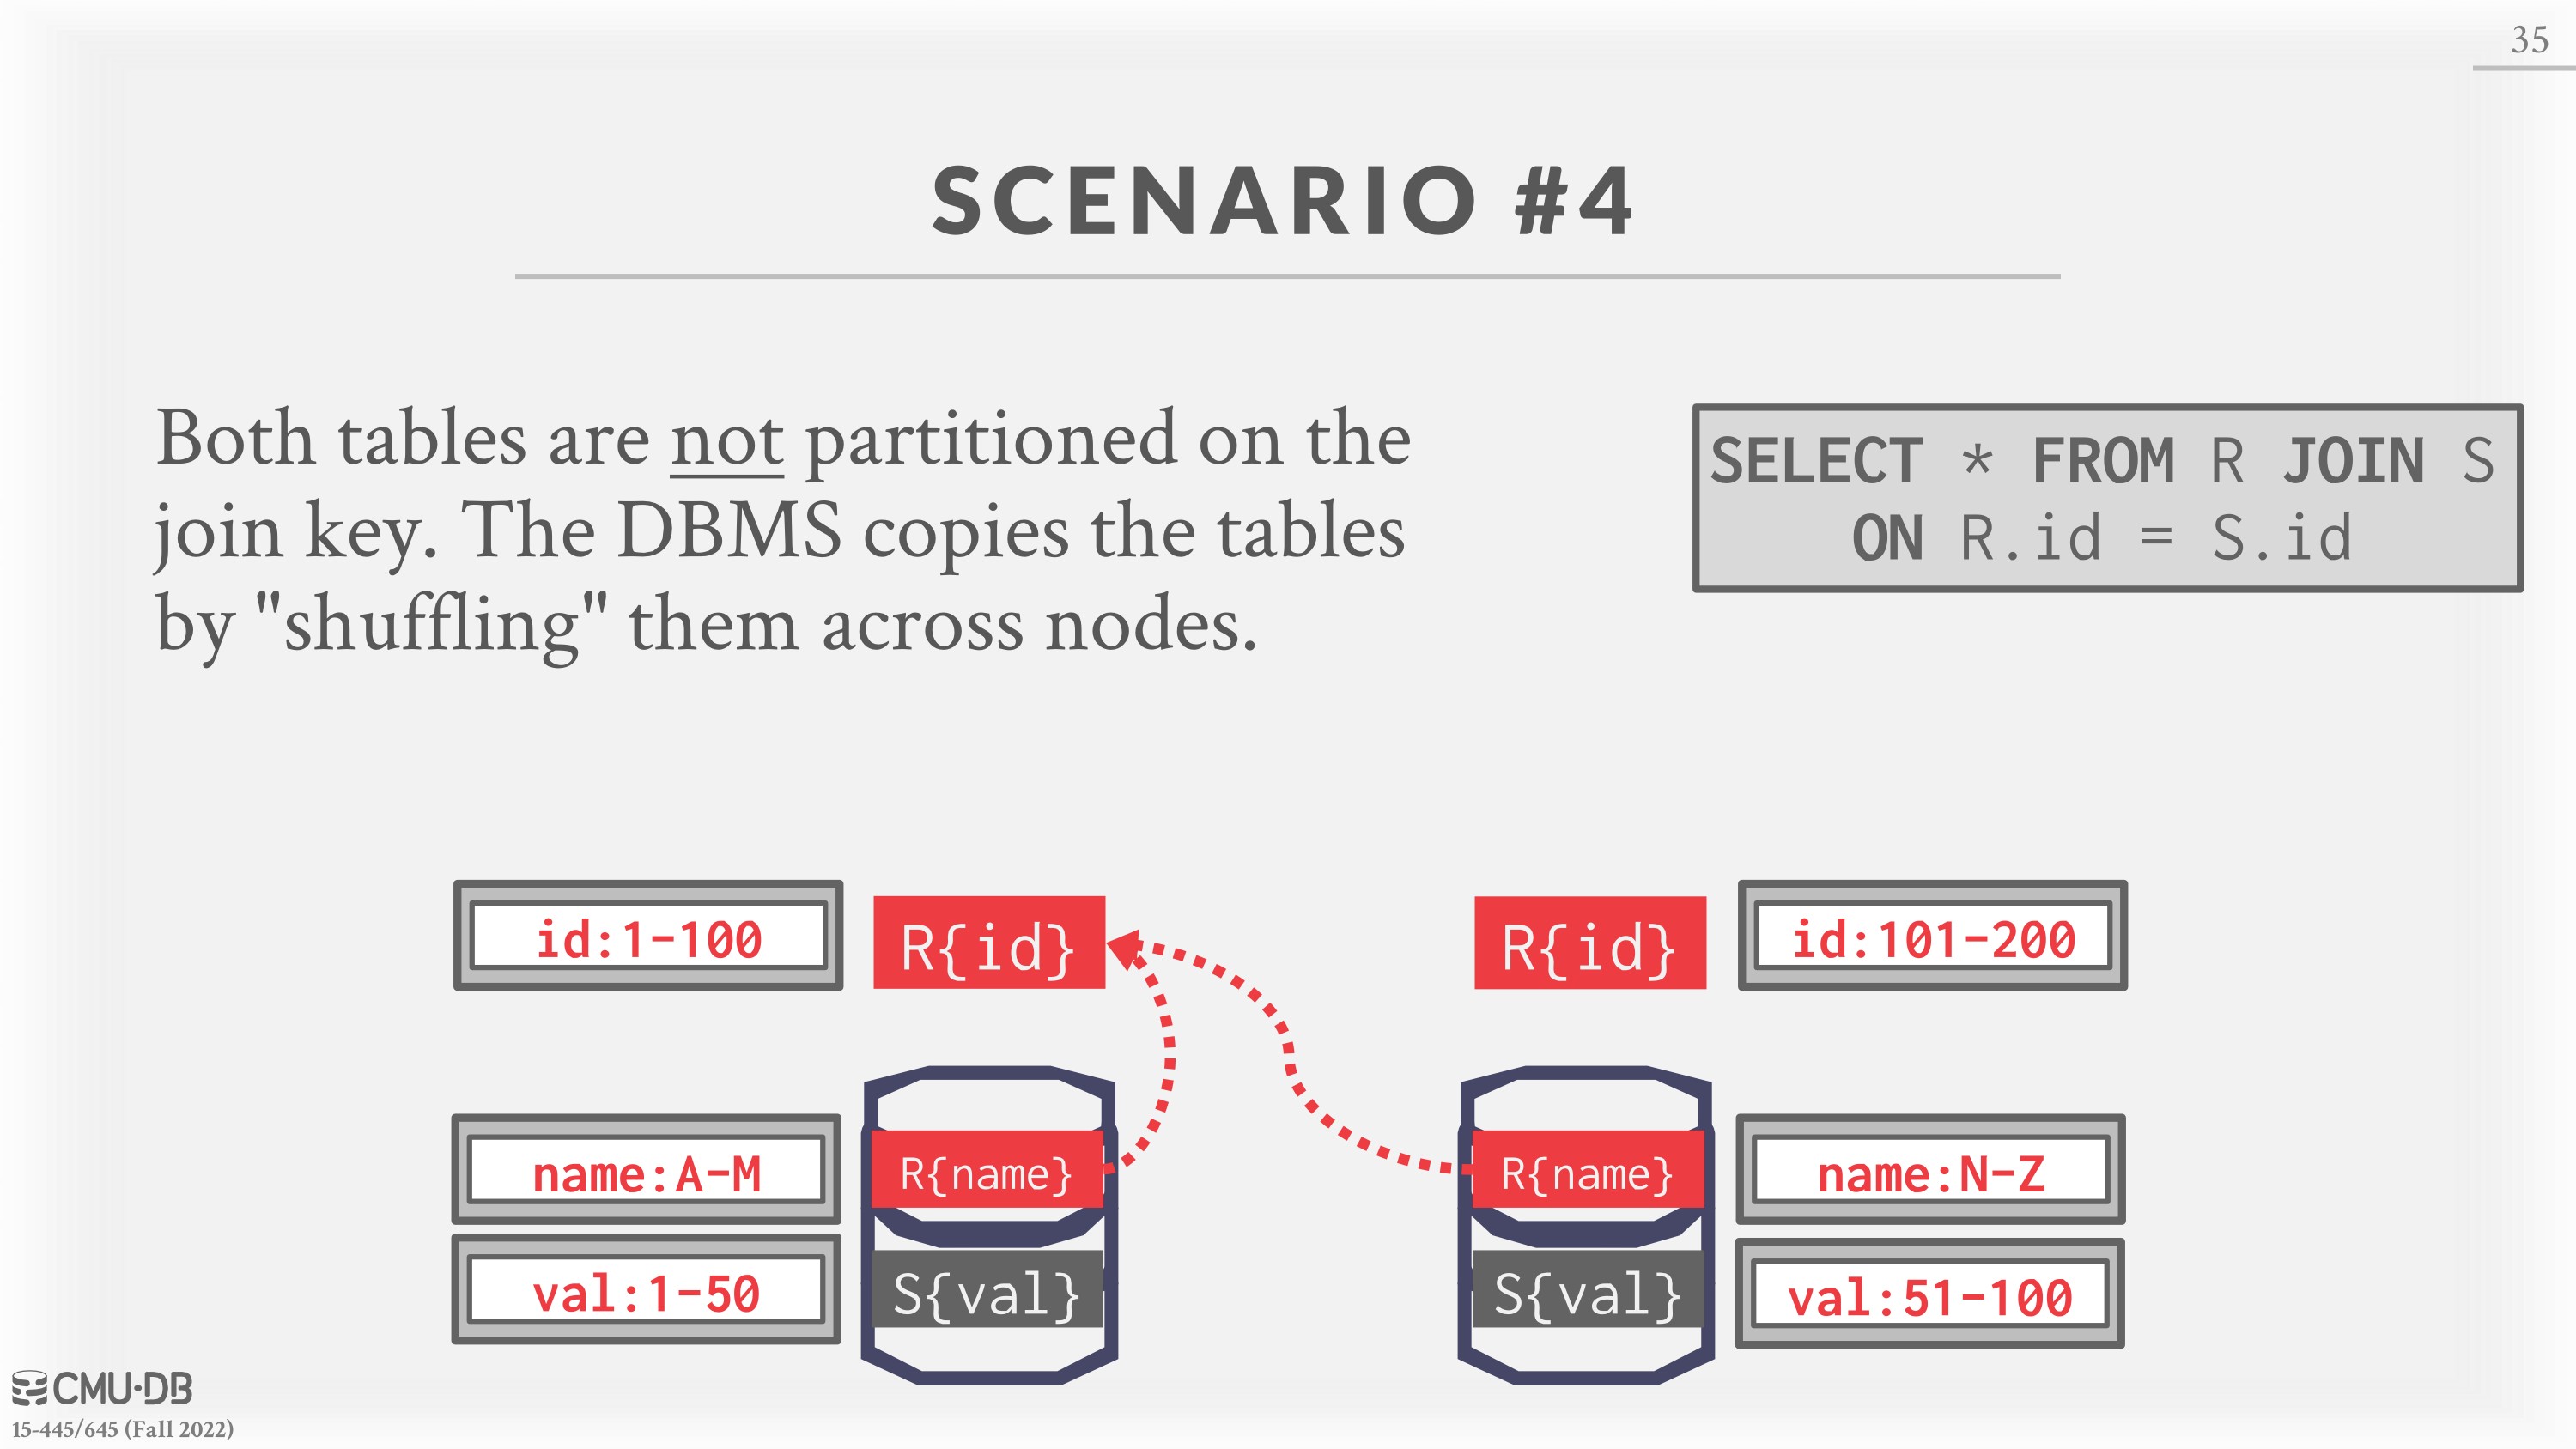 35
SCENARIO #4
Both tables are not partitioned on the
join key. The DBMS copies the tables
by "shuffling" them across nodes.
SELECT * FROM R JOIN S
ON R.id = S.id
id:1-100
R{id}
R{id}
id:101-200
name:A-M
R{name}
R{name}
name:N-Z
val:1-50
S{val}
S{val}
val:51-100
CMU·DB
15-445/645 (Fall 2022)